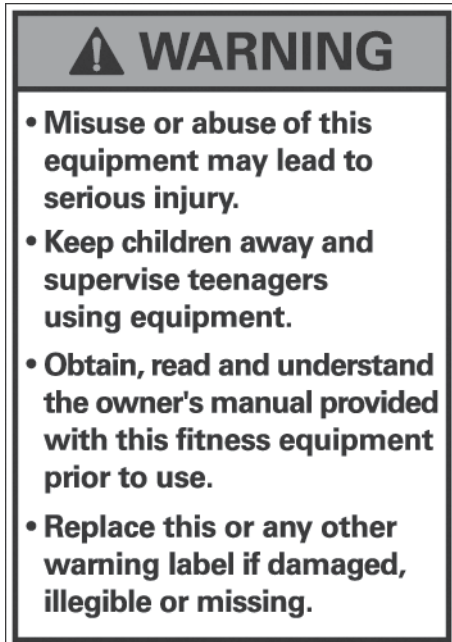 WARNING
• Misuse or abuse of this
equipment may lead to
serious injury.
• Keep children away and
supervise teenagers
using equipment.
• Obtain, read and understand
the owner's manual provided
with this fitness equipment
prior to use.
• Replace this or any other
warning label if damaged,
illegible or missing.